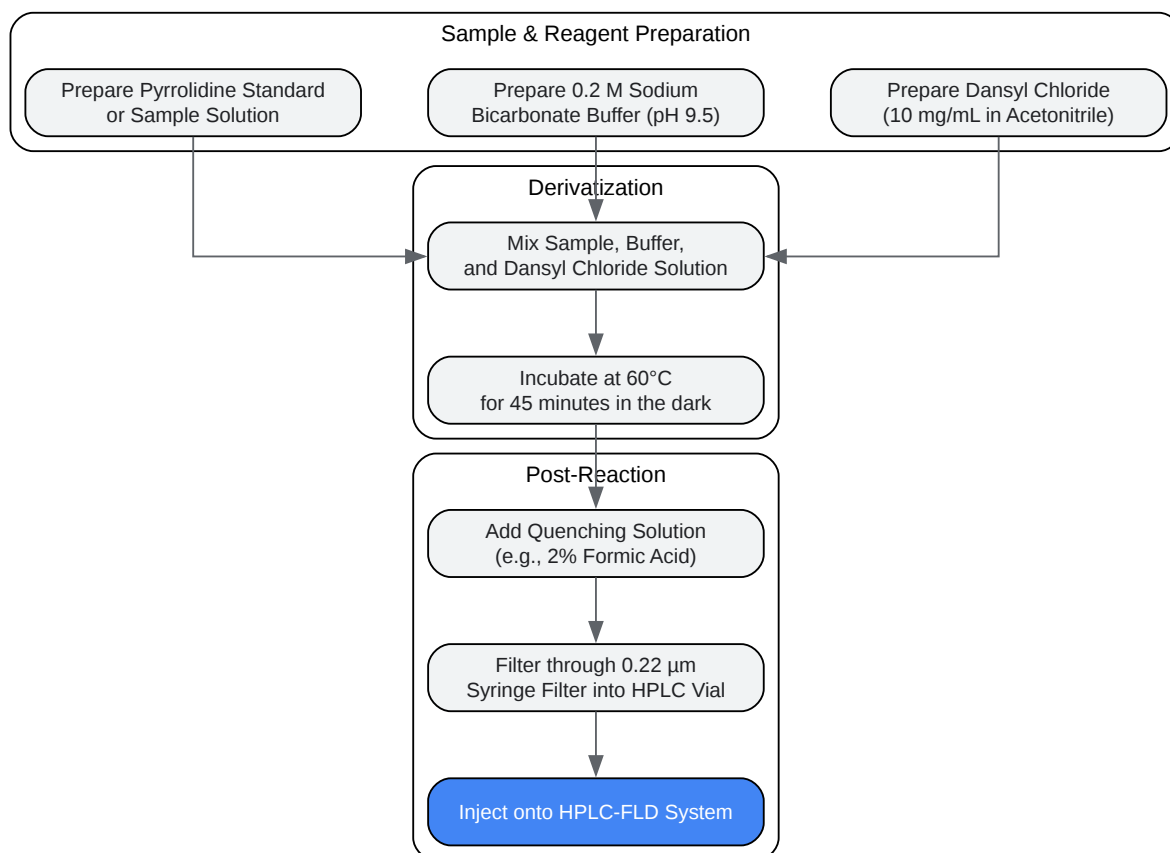 Sample & Reagent Preparation
Prepare Pyrrolidine Standard
or Sample Solution
Prepare 0.2 M Sodium
Bicarbonate Buffer (pH 9.5)
Prepare Dansyl Chloride
(10 mg/mL in Acetonitrile)
Derivatization
Mix Sample, Buffer,
and Dansyl Chloride Solution
Incubate at 60°C
for 45 minutes in the dark
Post-Reaction
Add Quenching Solution
(e.g., 2% Formic Acid)
Filter through 0.22 µm
Syringe Filter into HPLC Vial
Inject onto HPLC-FLD System